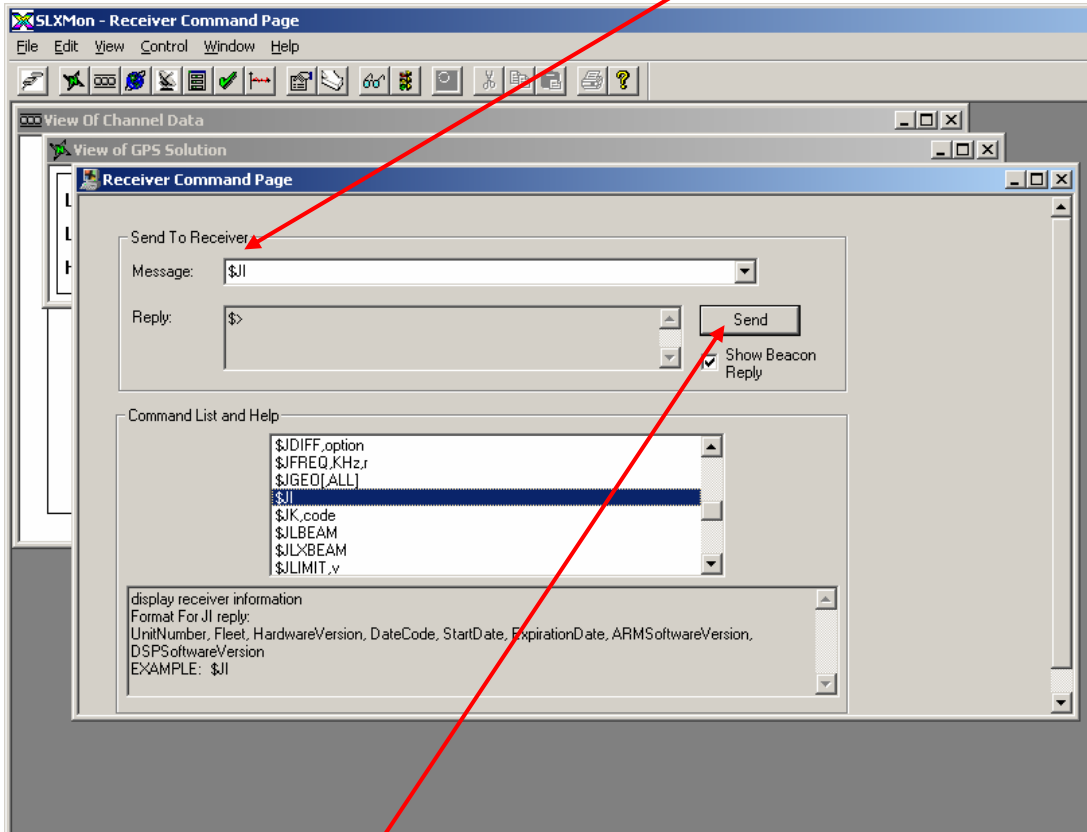 SLXMon - Receiver Command Page
File Edit View Control Window Help
View Of Channel Data
View of GPS Solution
Receiver Command Page
L
L
H
Send To Receiver
Message: $JI
Reply: $>
Send
Show Beacon
Reply
Command List and Help
$JDIFF,option
$JFREQ,KHz,r
$JGEO[,ALL]
$JI
$JK,code
$JLBEAM
$JLXBEAM
$JLIMIT,v
display receiver information
Format For JI reply:
UnitNumber, Fleet, HardwareVersion, DateCode, StartDate, ExpirationDate, ARMSoftwareVersion,
DSPSoftwareVersion
EXAMPLE: $JI